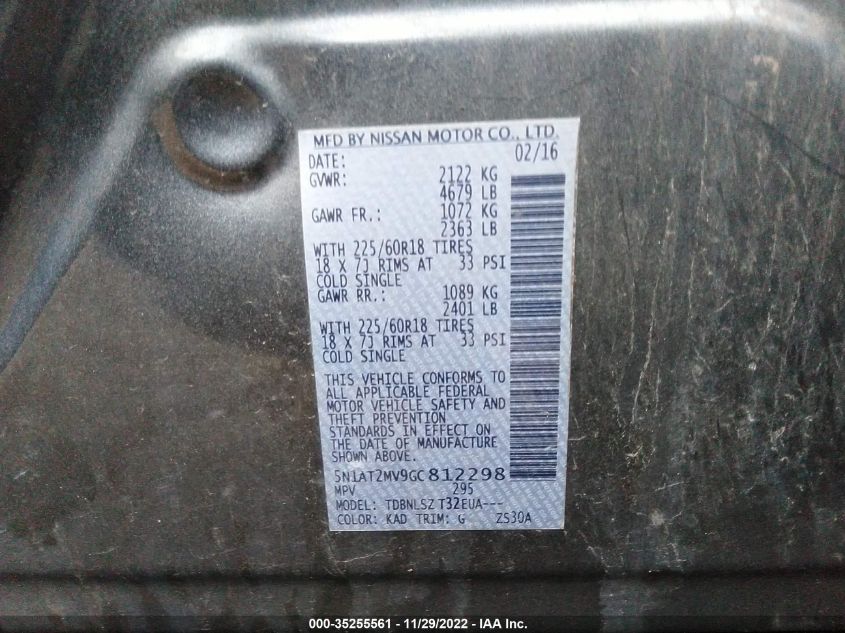 MFD BY NISSAN MOTOR CO., LTD.
DATE: 02/16
GVWR: 2122 KG
4679 LB
GAWR FR.: 1072 KG
2363 LB
WITH 225/60R18 TIRES
18 X 7J RIMS AT 33 PSI
COLD SINGLE
GAWR RR.: 1089 KG
2401 LB
WITH 225/60R18 TIRES
18 X 7J RIMS AT 33 PSI
COLD SINGLE
THIS VEHICLE CONFORMS TO
ALL APPLICABLE FEDERAL
MOTOR VEHICLE SAFETY AND
THEFT PREVENTION
STANDARDS IN EFFECT ON
THE DATE OF MANUFACTURE
SHOWN ABOVE.
5N1AT2MV9GC812298
MPV 295
MODEL: TDBNLSZ T32EUA---
COLOR: KAD TRIM: G ZS30A
000-35255561 - 11/29/2022 - IAA Inc.